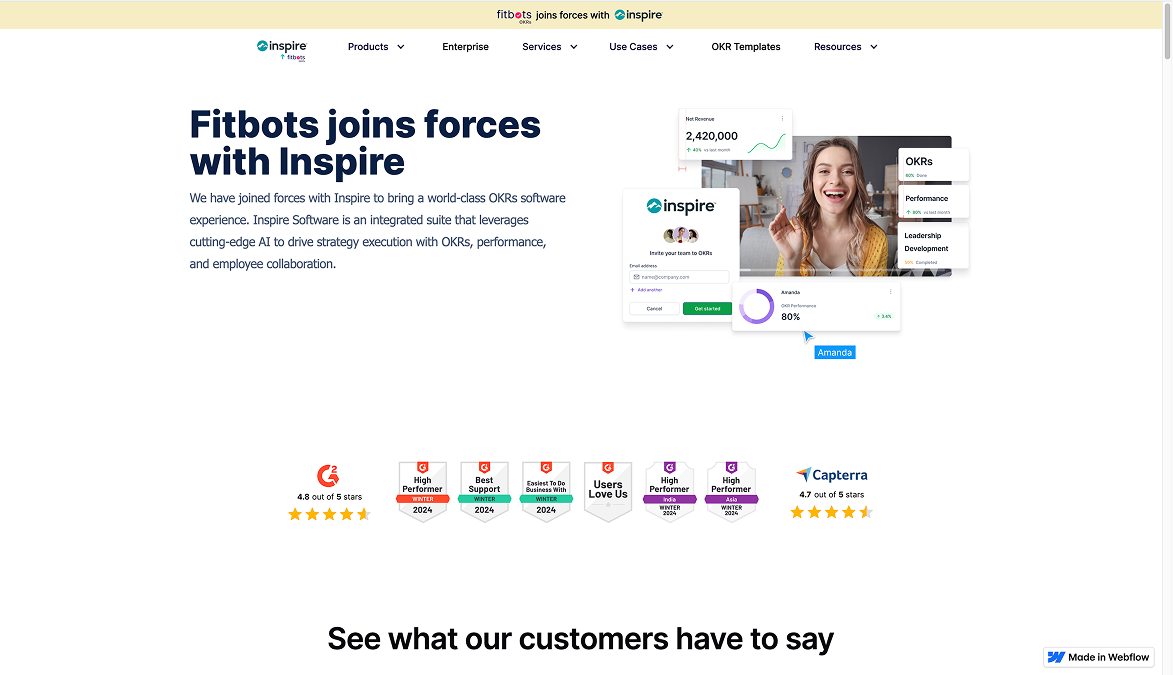 fitbots OKRs joins forces with inspire
inspire
fitbots
Products
Enterprise
Services
Use Cases
OKR Templates
Resources
Fitbots joins forces
with Inspire
We have joined forces with Inspire to bring a world-class OKRs software
experience. Inspire Software is an integrated suite that leverages
cutting-edge AI to drive strategy execution with OKRs, performance,
and employee collaboration.
Net Revenue
2,420,000
40% vs last month
inspire
Invite your team to OKRs
Email address
name@company.com
Add another
Cancel
Get started
OKRs
60% Done
Performance
80% vs last month
Leadership
Development
Completed
Amanda
OKR Performance
80%
3.4%
Amanda
G2
4.8 out of 5 stars
High
Performer
WINTER
2024
Best
Support
WINTER
2024
Easiest To Do
Business With
WINTER
2024
Users
Love Us
High
Performer
India
WINTER
2024
High
Performer
Asia
WINTER
2024
Capterra
4.7 out of 5 stars
See what our customers have to say
Made in Webflow